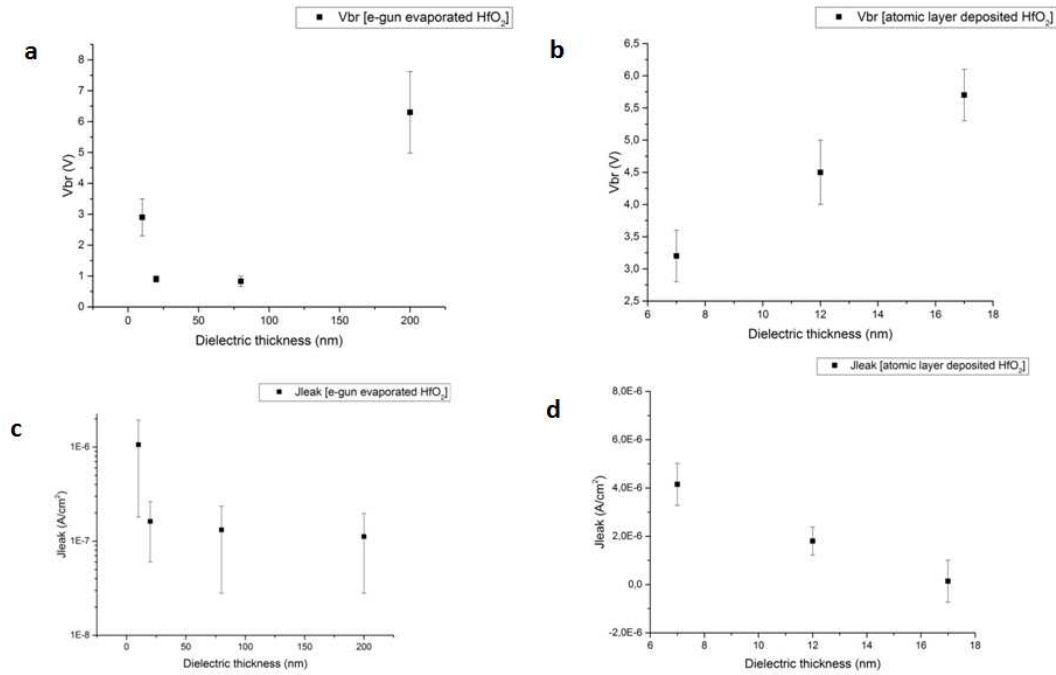 a
Vbr [e-gun evaporated HfO₂]
8
7
6
5
4
3
2
1
0
Vbr (V)
0 50 100 150 200
Dielectric thickness (nm)
b
Vbr [atomic layer deposited HfO₂]
6,5
6,0
5,5
5,0
4,5
4,0
3,5
3,0
2,5
Vbr (V)
6 8 10 12 14 16 18
Dielectric thickness (nm)
c
Jleak [e-gun evaporated HfO₂]
1E-6
1E-7
1E-8
Jleak (A/cm²)
0 50 100 150 200
Dielectric thickness (nm)
d
Jleak [atomic layer deposited HfO₂]
8,0E-6
6,0E-6
4,0E-6
2,0E-6
0,0
-2,0E-6
Jleak (A/cm²)
6 8 10 12 14 16 18
Dielectric thickness (nm)